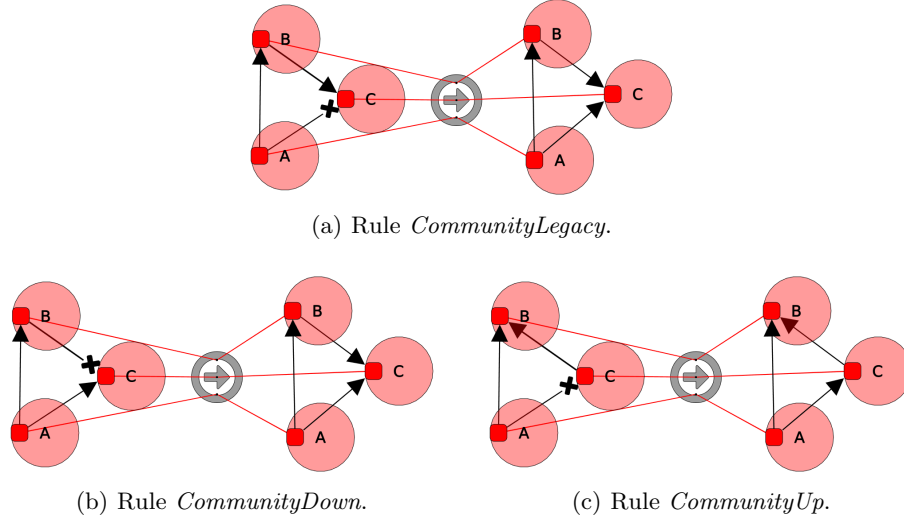 B B
C C
A A
(a) Rule CommunityLegacy.
B B B B
C C C C
A A A A
(b) Rule CommunityDown. (c) Rule CommunityUp.